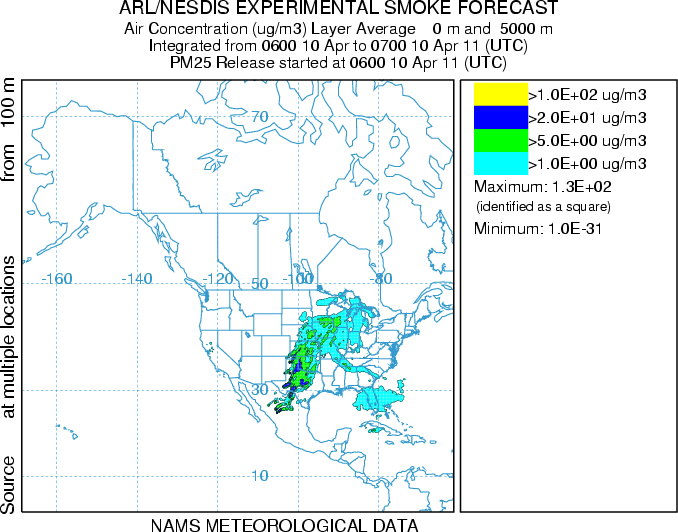 ARL/NESDIS EXPERIMENTAL SMOKE FORECAST
Air Concentration (ug/m3) Layer Average 0 m and 5000 m
Integrated from 0600 10 Apr to 0700 10 Apr 11 (UTC)
PM25 Release started at 0600 10 Apr 11 (UTC)
Source at multiple locations from 100 m
70
-160 -140 -120 50 -100 -80
30
10
>1.0E+02 ug/m3
>2.0E+01 ug/m3
>5.0E+00 ug/m3
>1.0E+00 ug/m3
Maximum: 1.3E+02
(identified as a square)
Minimum: 1.0E-31
NAMS METEOROLOGICAL DATA